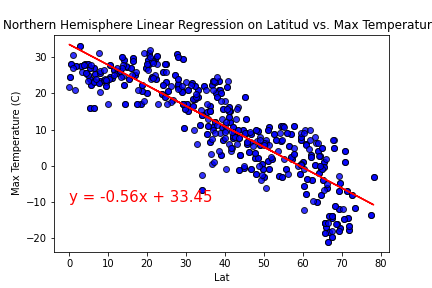 Northern Hemisphere Linear Regression on Latitud vs. Max Temperatur
Max Temperature (C)
30
20
10
0
−10
−20
y = -0.56x + 33.45
0 10 20 30 40 50 60 70 80
Lat